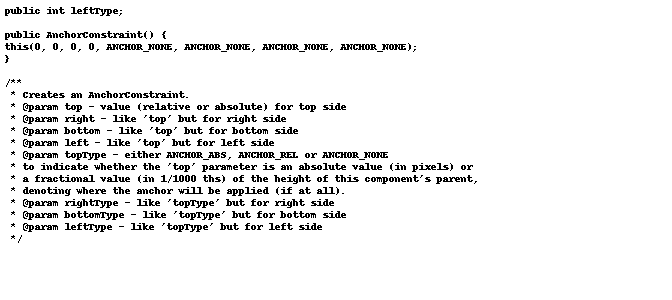 public int leftType;
public AnchorConstraint() {
this(0, 0, 0, 0, ANCHOR_NONE, ANCHOR_NONE, ANCHOR_NONE, ANCHOR_NONE);
}
/**
* Creates an AnchorConstraint.
* @param top - value (relative or absolute) for top side
* @param right - like 'top' but for right side
* @param bottom - like 'top' but for bottom side
* @param left - like 'top' but for left side
* @param topType - either ANCHOR_ABS, ANCHOR_REL or ANCHOR_NONE
* to indicate whether the 'top' parameter is an absolute value (in pixels) or
* a fractional value (in 1/1000 ths) of the height of this component's parent,
* denoting where the anchor will be applied (if at all).
* @param rightType - like 'topType' but for right side
* @param bottomType - like 'topType' but for bottom side
* @param leftType - like 'topType' but for left side
*/